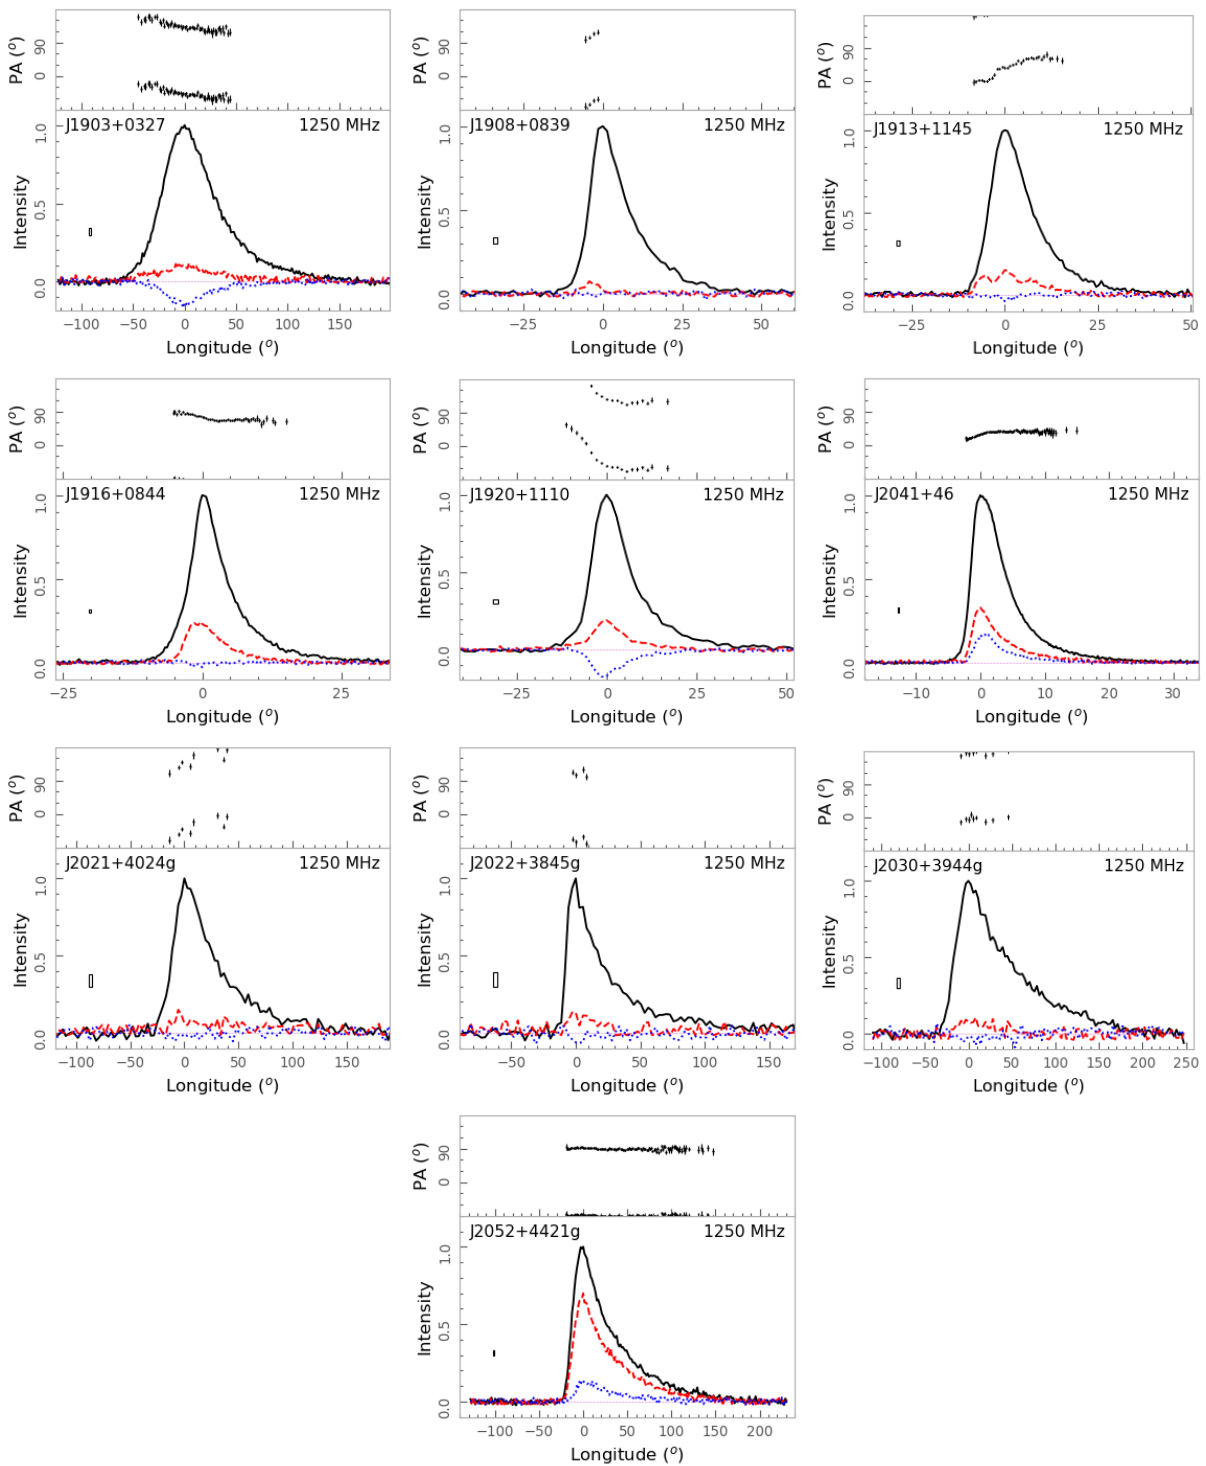 PA (°)
90
0
J1903+0327 1250 MHz
Intensity
1.0
0.5
0.0
−100 −50 0 50 100 150
Longitude (°)
PA (°)
90
0
J1908+0839 1250 MHz
Intensity
1.0
0.5
0.0
−25 0 25 50
Longitude (°)
PA (°)
90
0
J1913+1145 1250 MHz
Intensity
1.0
0.5
0.0
−25 0 25 50
Longitude (°)
PA (°)
90
0
J1916+0844 1250 MHz
Intensity
1.0
0.5
0.0
−25 0 25
Longitude (°)
PA (°)
90
0
J1920+1110 1250 MHz
Intensity
1.0
0.5
0.0
−25 0 25 50
Longitude (°)
PA (°)
90
0
J2041+46 1250 MHz
Intensity
1.0
0.5
0.0
−10 0 10 20 30
Longitude (°)
PA (°)
90
0
J2021+4024g 1250 MHz
Intensity
1.0
0.5
0.0
−100 −50 0 50 100 150
Longitude (°)
PA (°)
90
0
J2022+3845g 1250 MHz
Intensity
1.0
0.5
0.0
−50 0 50 100 150
Longitude (°)
PA (°)
90
0
J2030+3944g 1250 MHz
Intensity
1.0
0.5
0.0
−100 −50 0 50 100 150 200 250
Longitude (°)
PA (°)
90
0
J2052+4421g 1250 MHz
Intensity
1.0
0.5
0.0
−100 −50 0 50 100 150 200
Longitude (°)